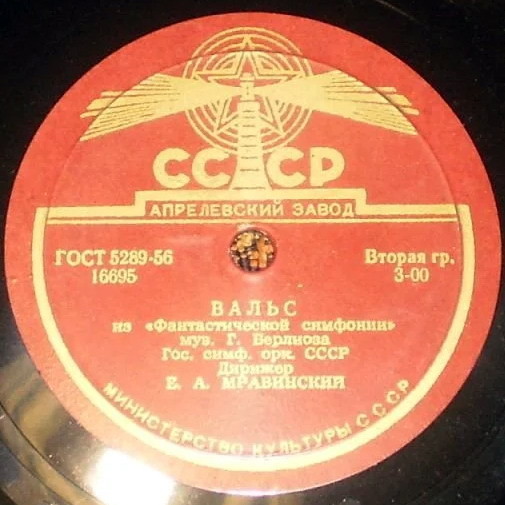 СССР
АПРЕЛЕВСКИЙ ЗАВОД
ГОСТ 5289-56
16695
Вторая гр.
3-00
ВАЛЬС
из «Фантастической симфонии»
муз. Г. Берлиоза
Гос. симф. орк. СССР
Дирижер
Е. А. МРАВИНСКИЙ
МИНИСТЕРСТВО КУЛЬТУРЫ СССР